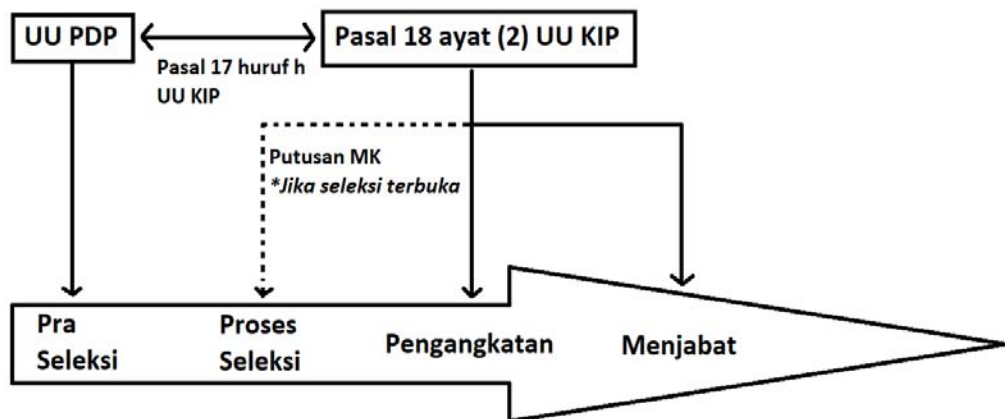 UU PDP
Pasal 18 ayat (2) UU KIP
Pasal 17 huruf h
UU KIP
Putusan MK
*Jika seleksi terbuka
Pra
Seleksi
Proses
Seleksi
Pengangkatan
Menjabat